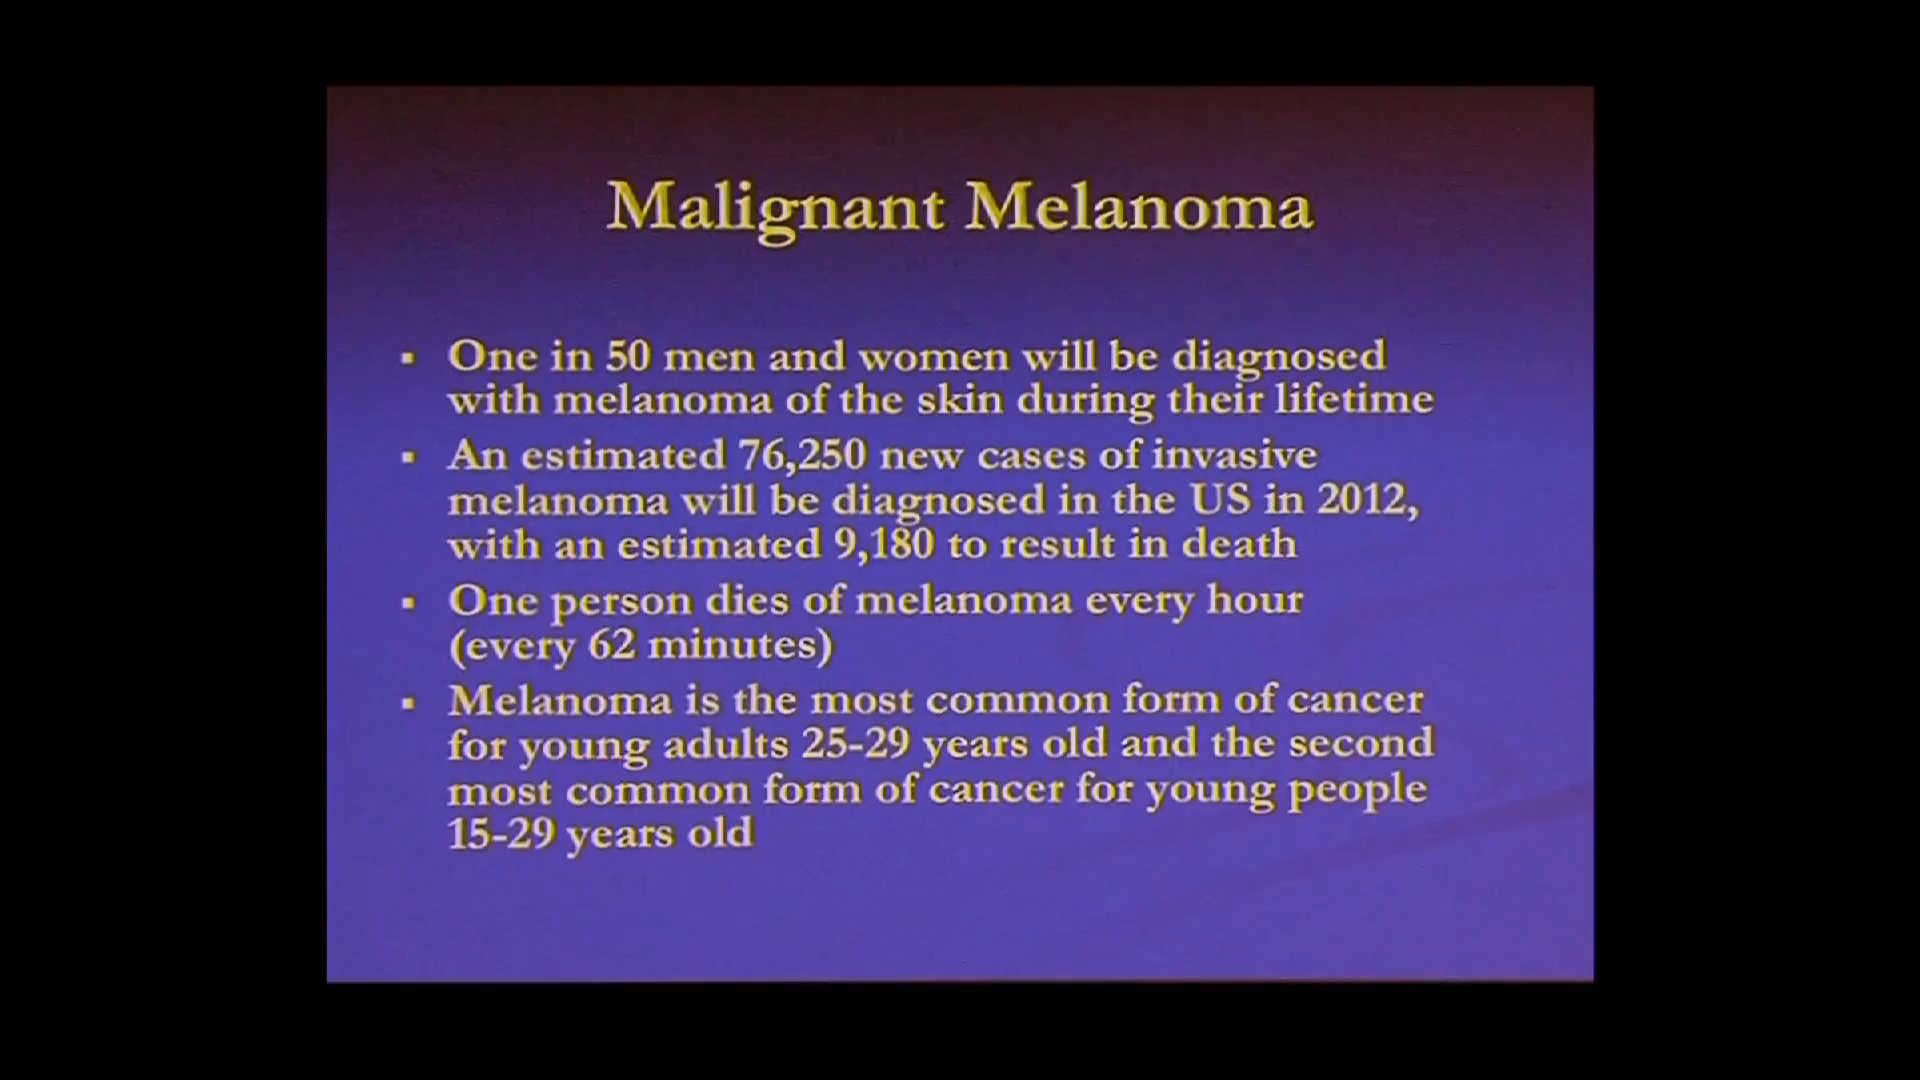 Malignant Melanoma
▪ One in 50 men and women will be diagnosed
with melanoma of the skin during their lifetime
▪ An estimated 76,250 new cases of invasive
melanoma will be diagnosed in the US in 2012,
with an estimated 9,180 to result in death
▪ One person dies of melanoma every hour
(every 62 minutes)
▪ Melanoma is the most common form of cancer
for young adults 25-29 years old and the second
most common form of cancer for young people
15-29 years old